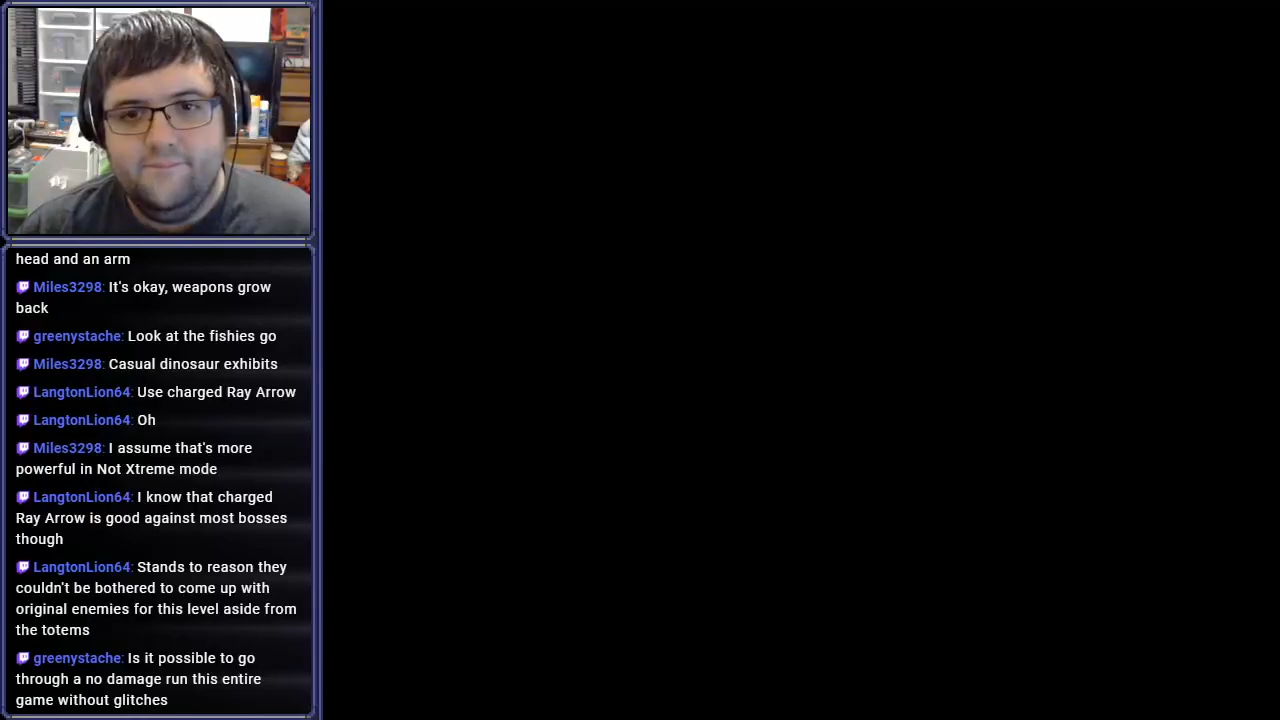 head and an arm
Miles3298: It's okay, weapons grow
back
greenystache: Look at the fishies go
Miles3298: Casual dinosaur exhibits
LangtonLion64: Use charged Ray Arrow
LangtonLion64: Oh
Miles3298: I assume that's more
powerful in Not Xtreme mode
LangtonLion64: I know that charged
Ray Arrow is good against most bosses
though
LangtonLion64: Stands to reason they
couldn't be bothered to come up with
original enemies for this level aside from
the totems
greenystache: Is it possible to go
through a no damage run this entire
game without glitches